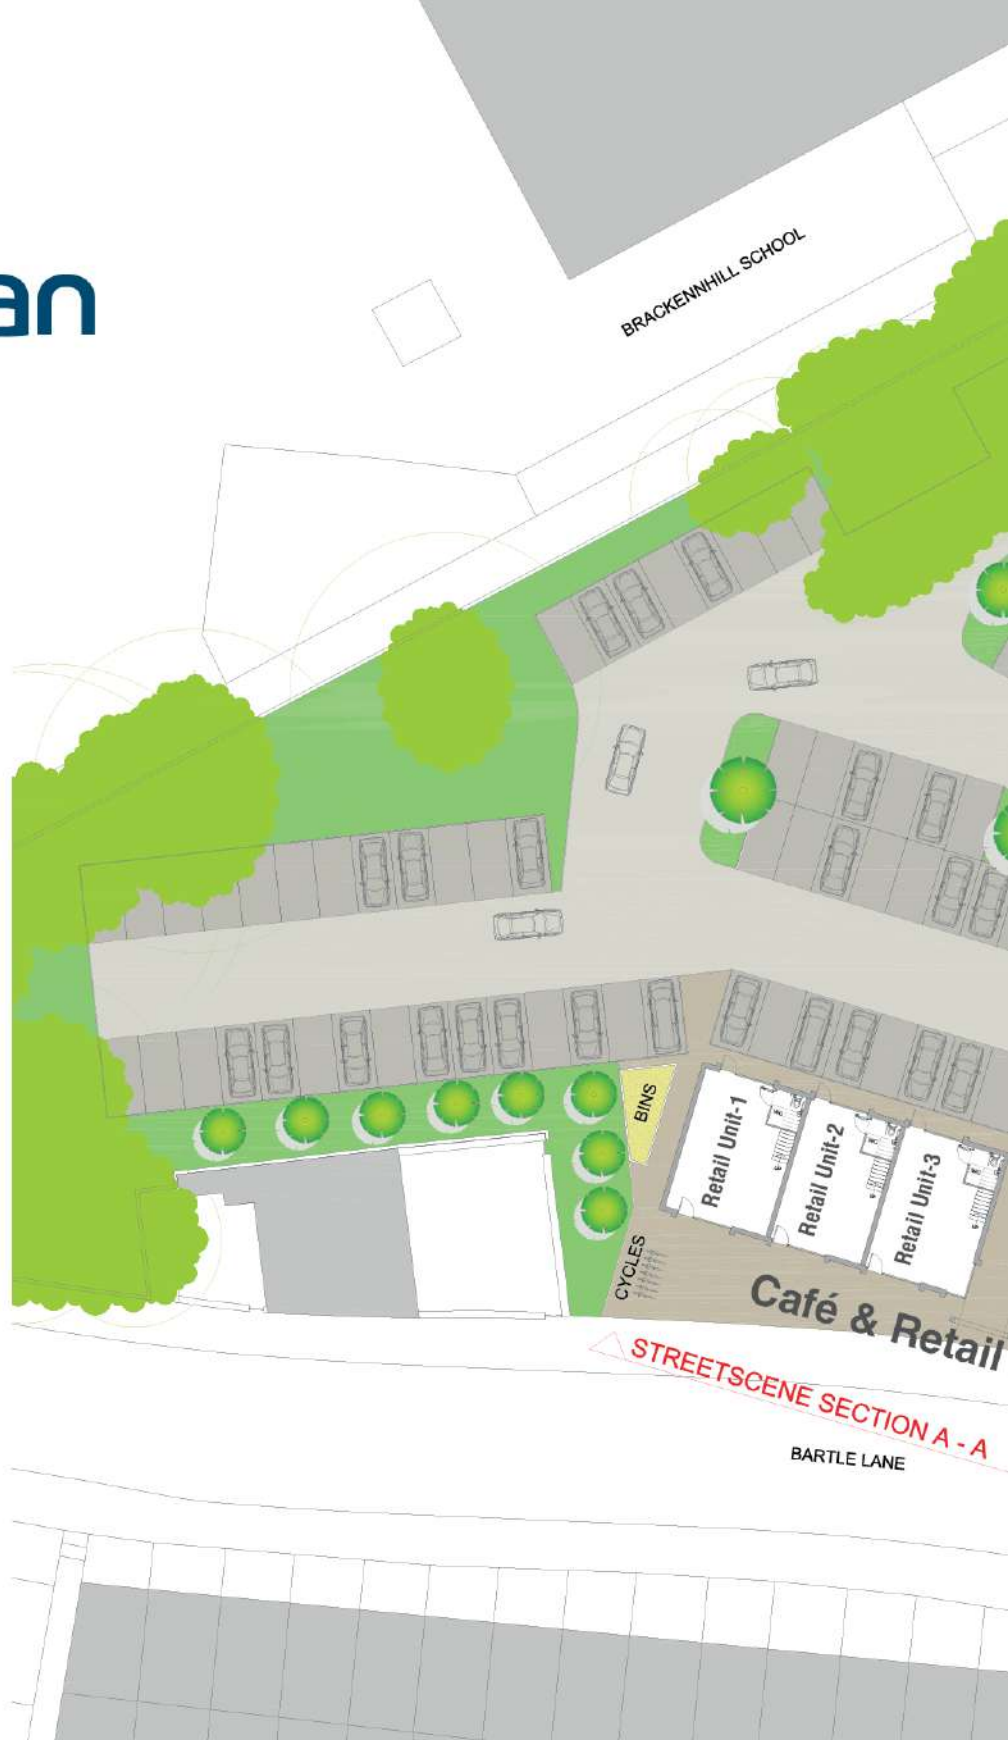 an
BRACKENNHILL SCHOOL
BINS
Retail Unit-1
Retail Unit-2
Retail Unit-3
CYCLES
Café & Retail
STREETSCENE SECTION A - A
BARTLE LANE